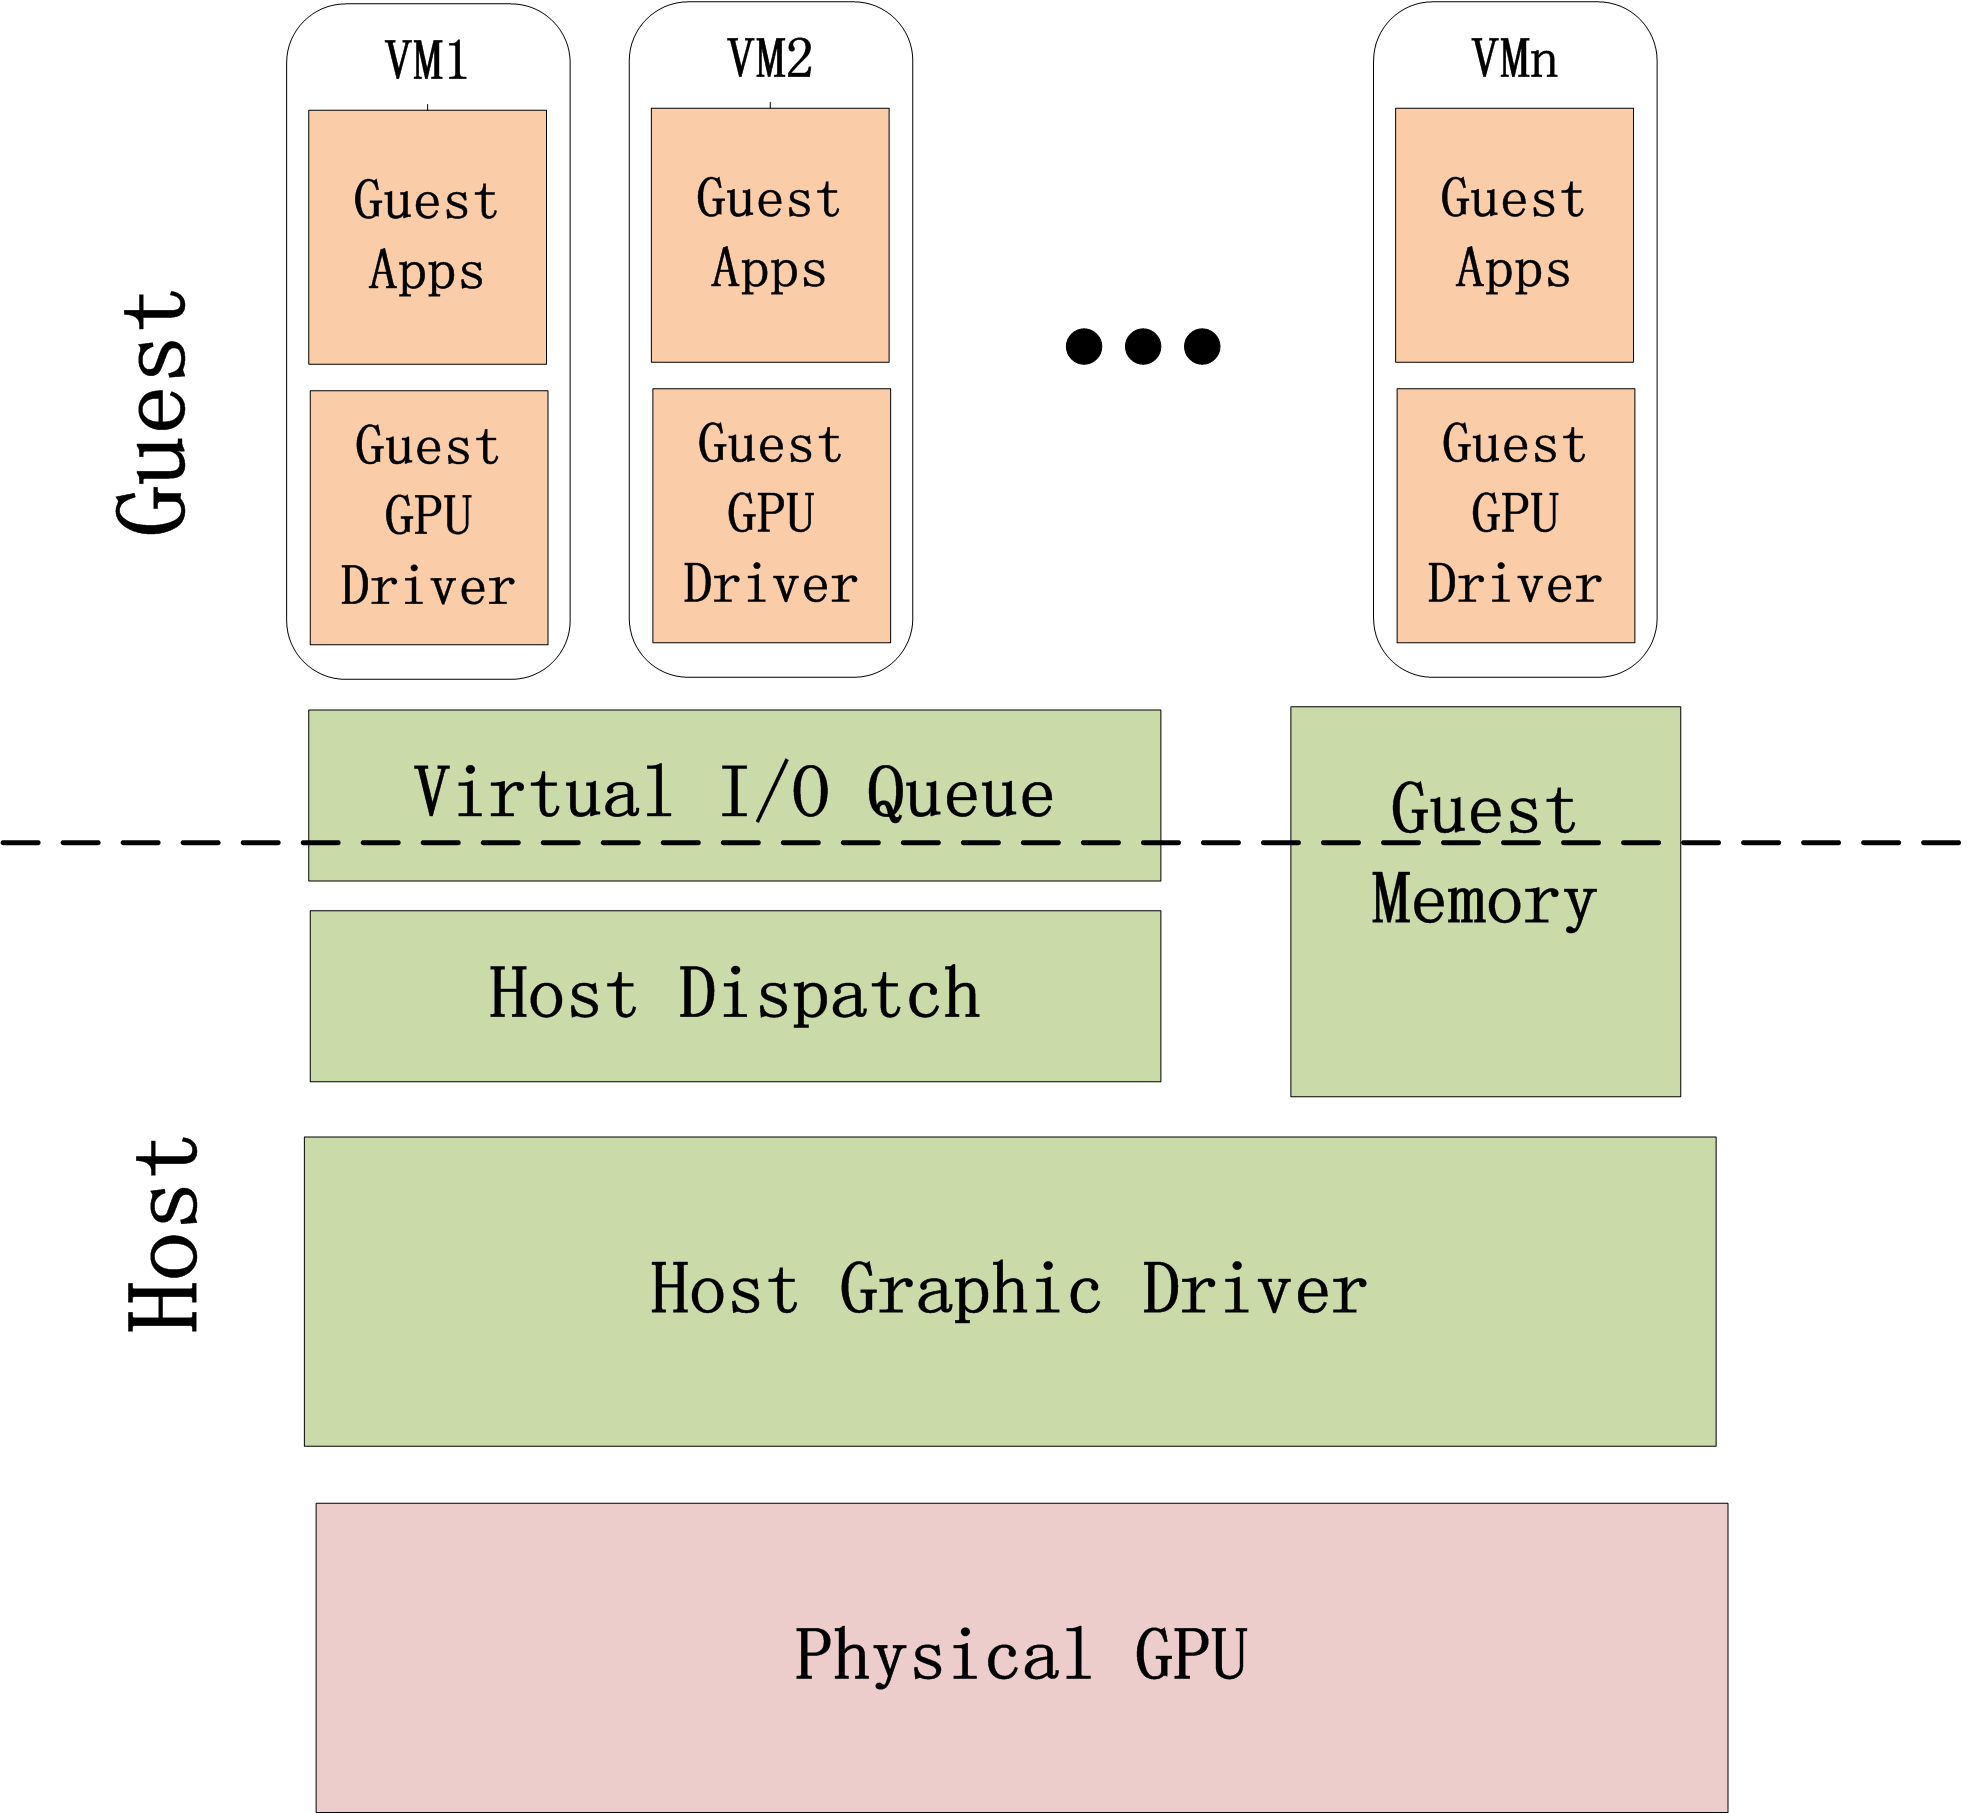 VM1
Guest
Apps
Guest
GPU
Driver
VM2
Guest
Apps
Guest
GPU
Driver
VMn
Guest
Apps
Guest
GPU
Driver
Guest
Virtual I/O Queue
Guest
Memory
Host Dispatch
Host
Host Graphic Driver
Physical GPU